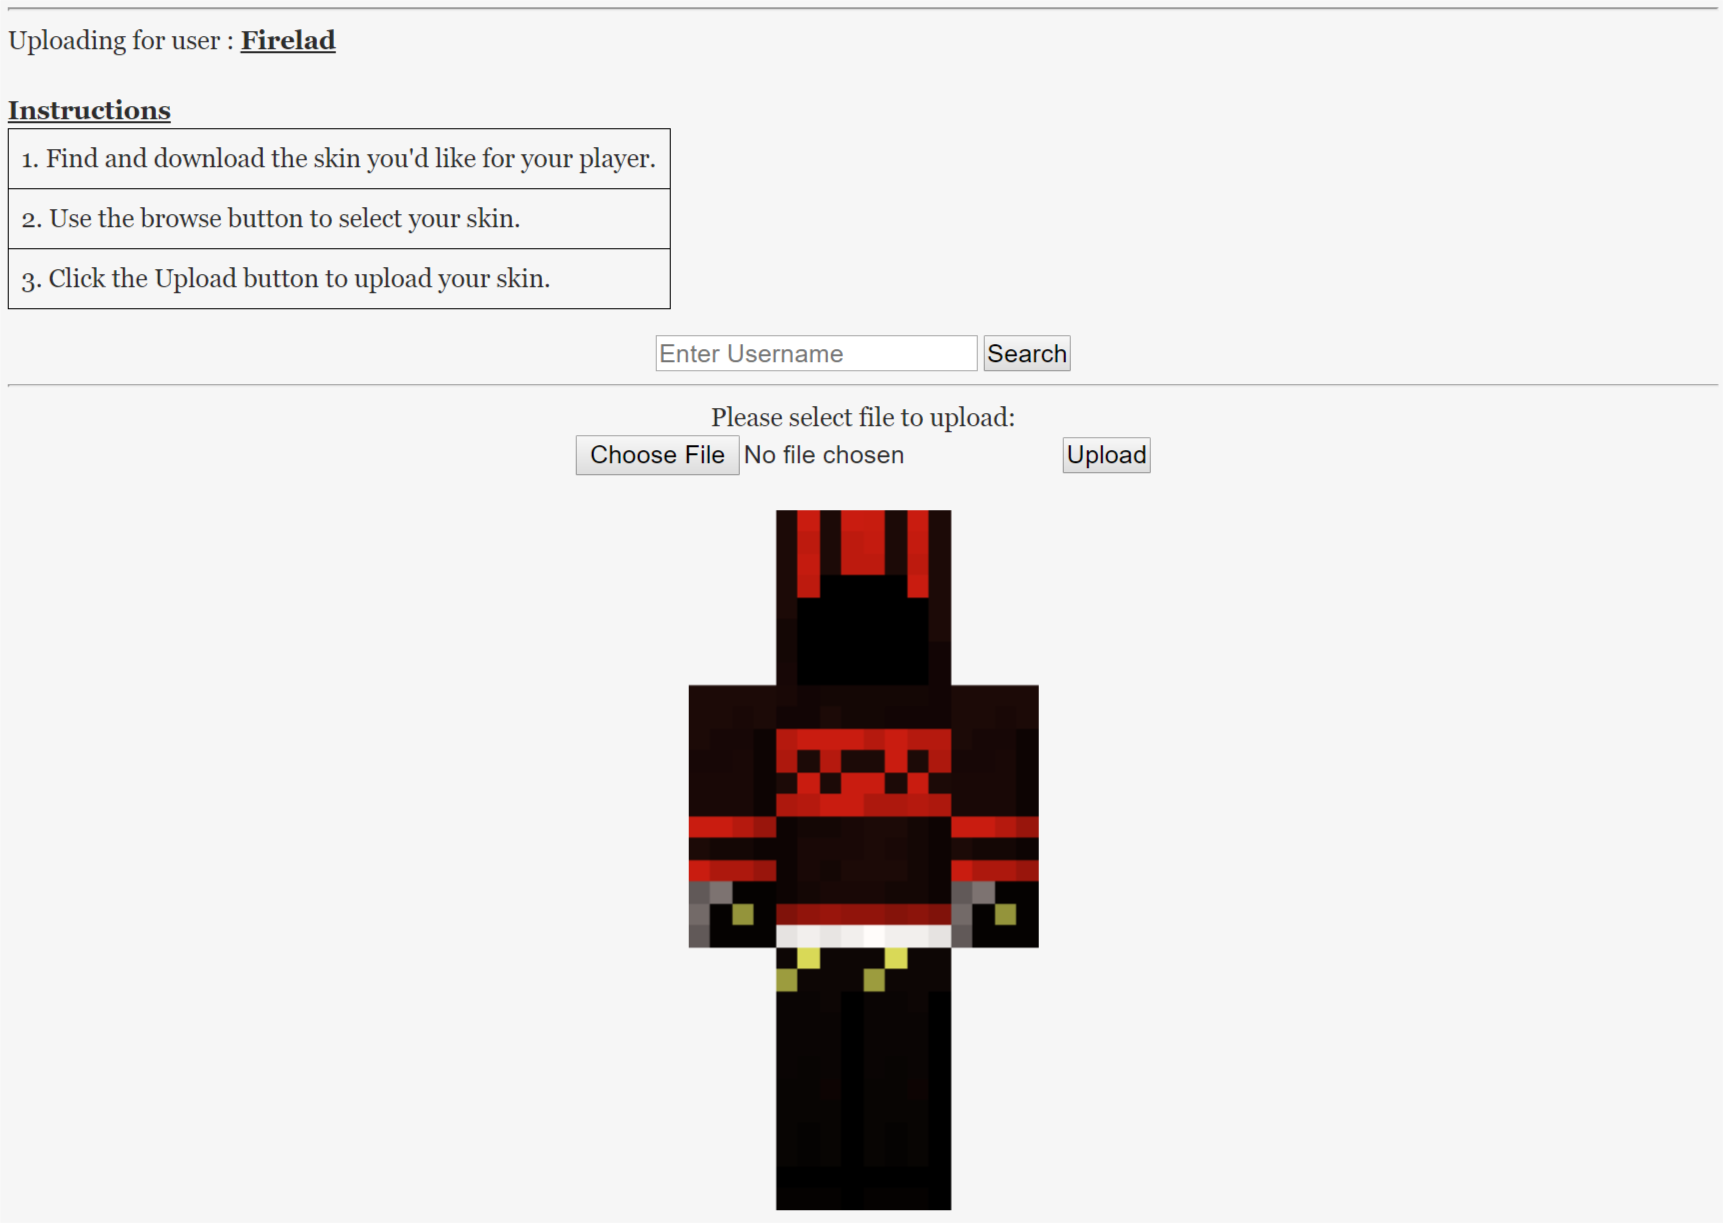 Uploading for user : Firelad
Instructions
1. Find and download the skin you'd like for your player.
2. Use the browse button to select your skin.
3. Click the Upload button to upload your skin.
Enter Username Search
Please select file to upload:
Choose File No file chosen Upload